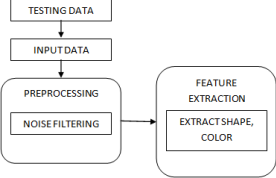 TESTING DATA
INPUT DATA
PREPROCESSING
NOISE FILTERING
FEATURE
EXTRACTION
EXTRACT SHAPE,
COLOR